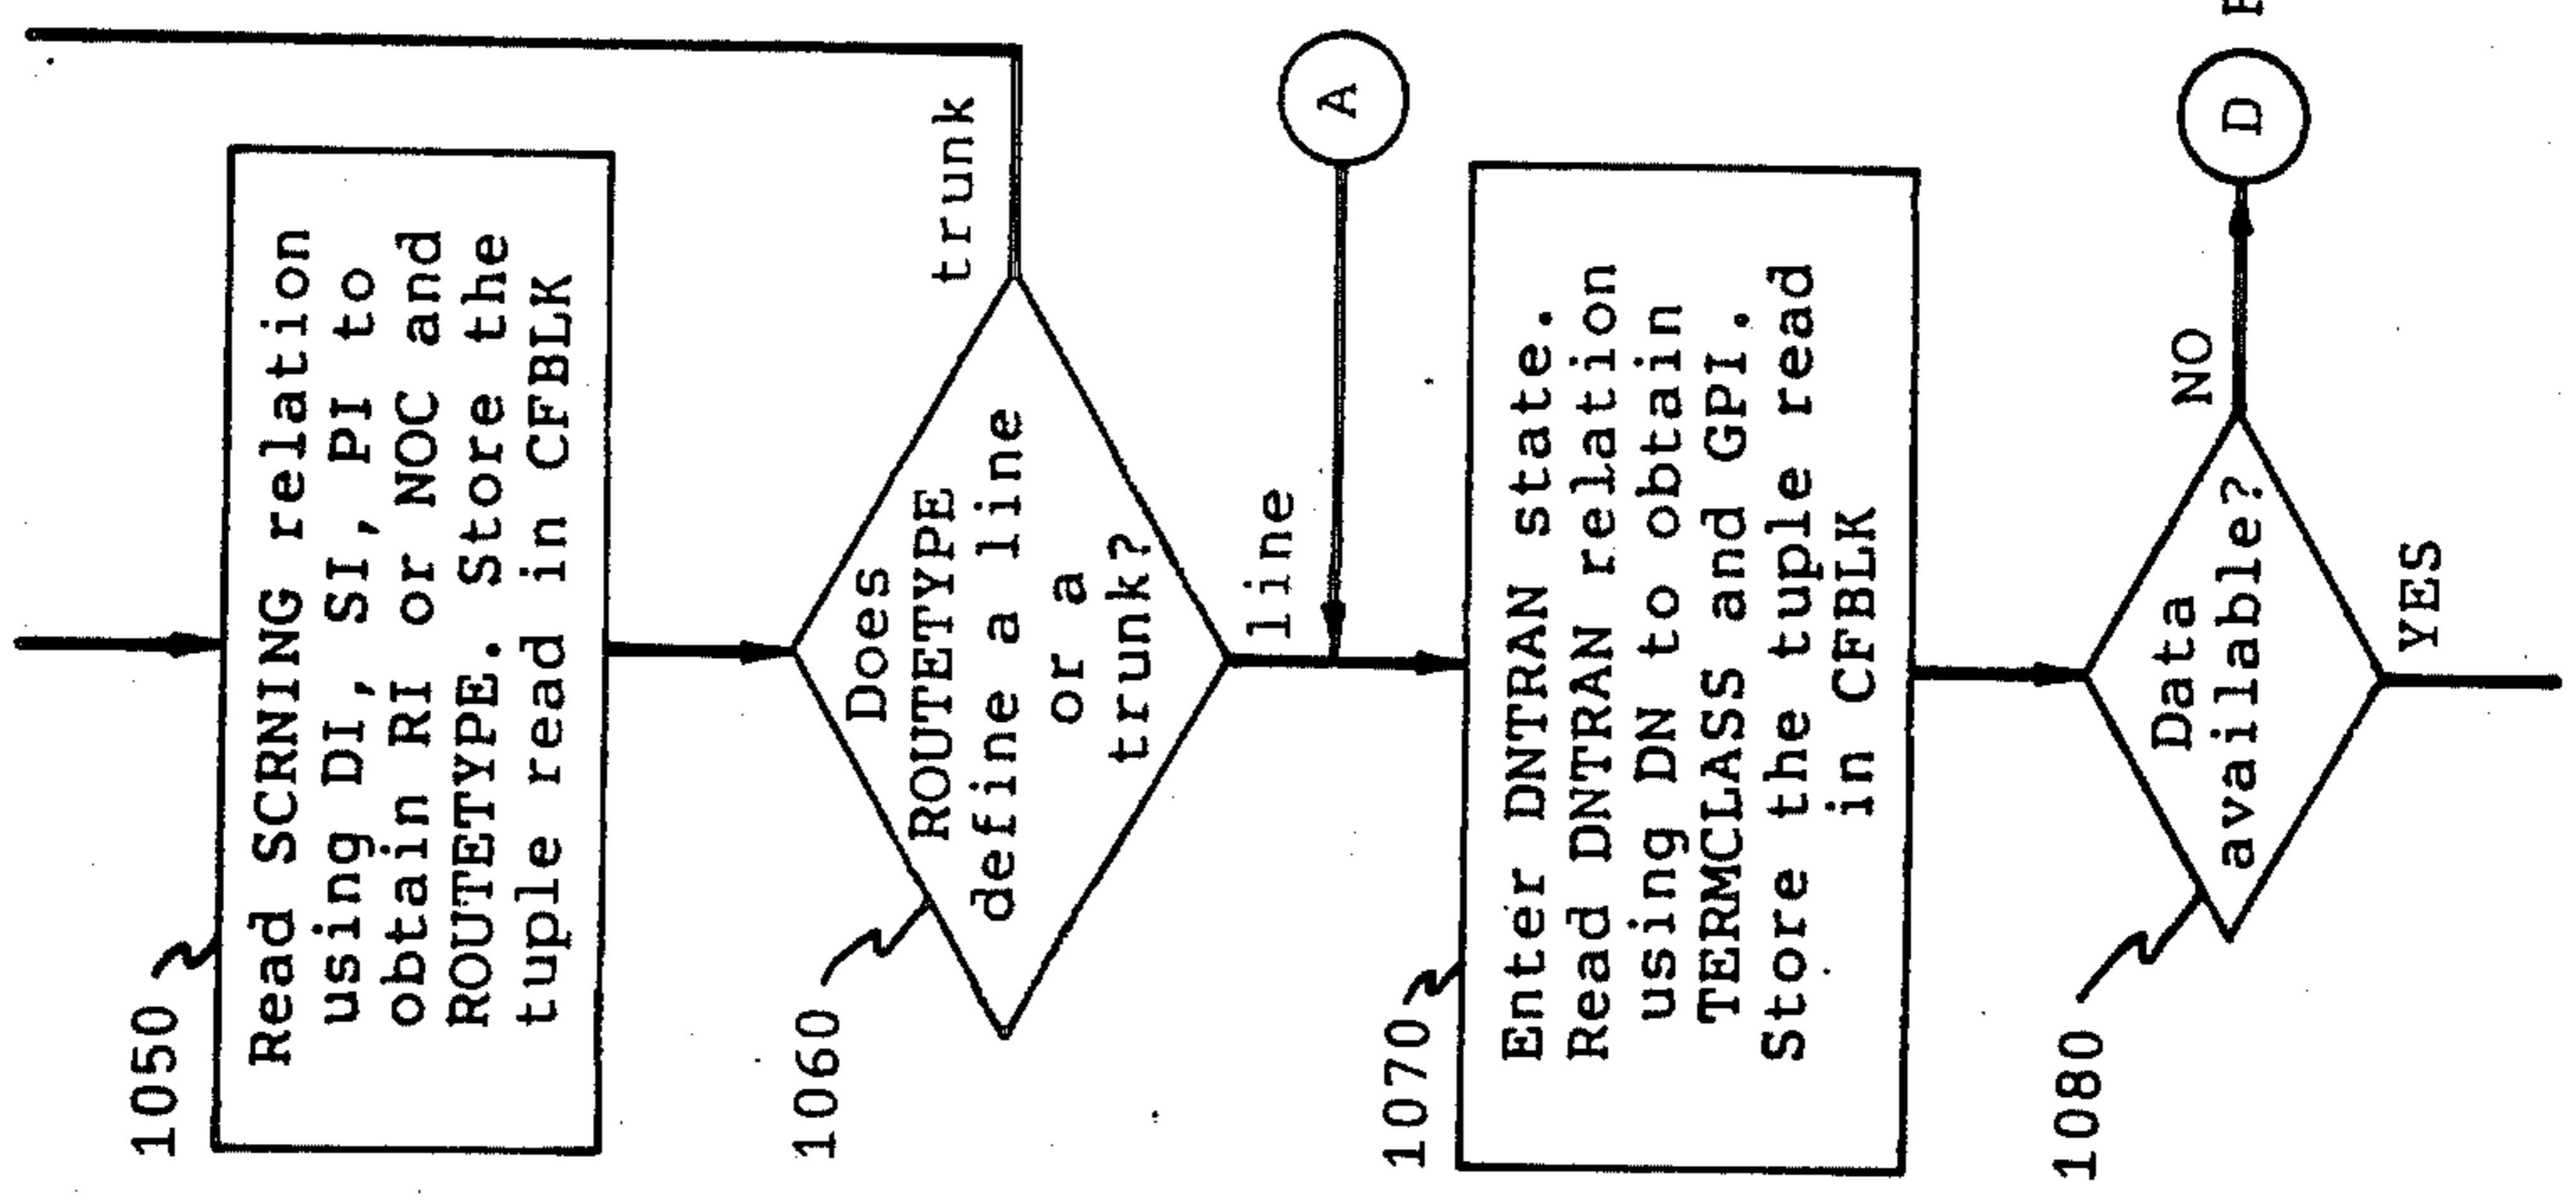 1050
Read SCRNING relation
using DI, SI, PI to
obtain RI or NOC and
ROUTETYPE. Store the
tuple read in CFBLK
1060
Does
ROUTETYPE
define a line
or a
trunk?
trunk
line
A
1070
Enter DNTRAN state.
Read DNTRAN relation
using DN to obtain
TERMCLASS and GPI.
Store the tuple read
in CFBLK
1080
Data
available?
NO
D
YES